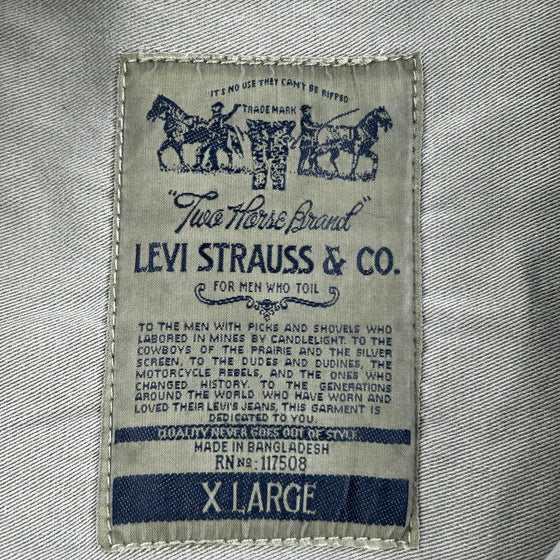 IT'S NO USE THEY CAN'T BE RIPPED
TRADE MARK
"Two Horse Brand"
LEVI STRAUSS & CO.
FOR MEN WHO TOIL
TO THE MEN WITH PICKS AND SHOVELS WHO
LABORED IN MINES BY CANDLELIGHT. TO THE
COWBOYS OF THE PRAIRIE AND THE SILVER
SCREEN, TO THE DUDES AND DUDINES, THE
MOTORCYCLE REBELS, AND THE ONES WHO
CHANGED HISTORY. TO THE GENERATIONS
AROUND THE WORLD WHO HAVE WORN AND
LOVED THEIR LEVI'S JEANS, THIS GARMENT IS
DEDICATED TO YOU.
QUALITY NEVER GOES OUT OF STYLE
MADE IN BANGLADESH
RN No: 117508
X LARGE